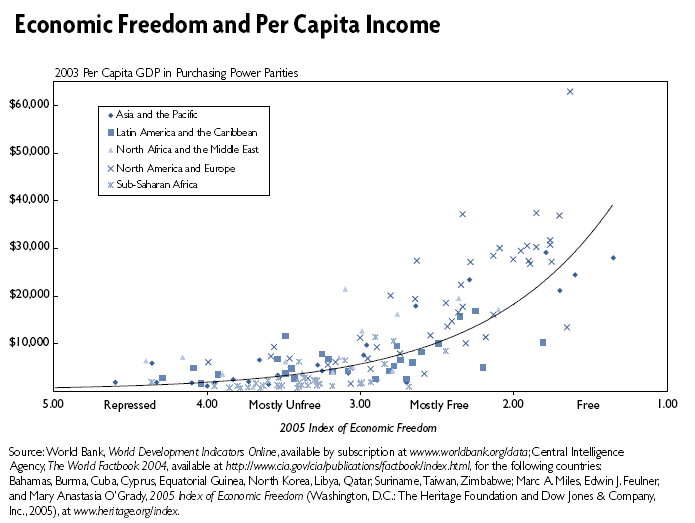 Economic Freedom and Per Capita Income
2003 Per Capita GDP in Purchasing Power Parities
$60,000
$50,000
$40,000
$30,000
$20,000
$10,000
Asia and the Pacific
Latin America and the Caribbean
North Africa and the Middle East
North America and Europe
Sub-Saharan Africa
5.00 Repressed 4.00 Mostly Unfree 3.00 Mostly Free 2.00 Free 1.00
2005 Index of Economic Freedom
Source: World Bank, World Development Indicators Online, available by subscription at wwww.worldbank.org/data; Central Intelligence
Agency, The World Factbook 2004, available at http://www.cia.gov/cia/publications/factbook/index.html, for the following countries:
Bahamas, Burma, Cuba, Cyprus, Equatorial Guinea, North Korea, Libya, Qatar, Suriname, Taiwan, Zimbabwe; Marc A. Miles, Edwin J. Feulner,
and Mary Anastasia O'Grady, 2005 Index of Economic Freedom (Washington, D.C.: The Heritage Foundation and Dow Jones & Company,
Inc., 2005), at www.heritage.org/index.